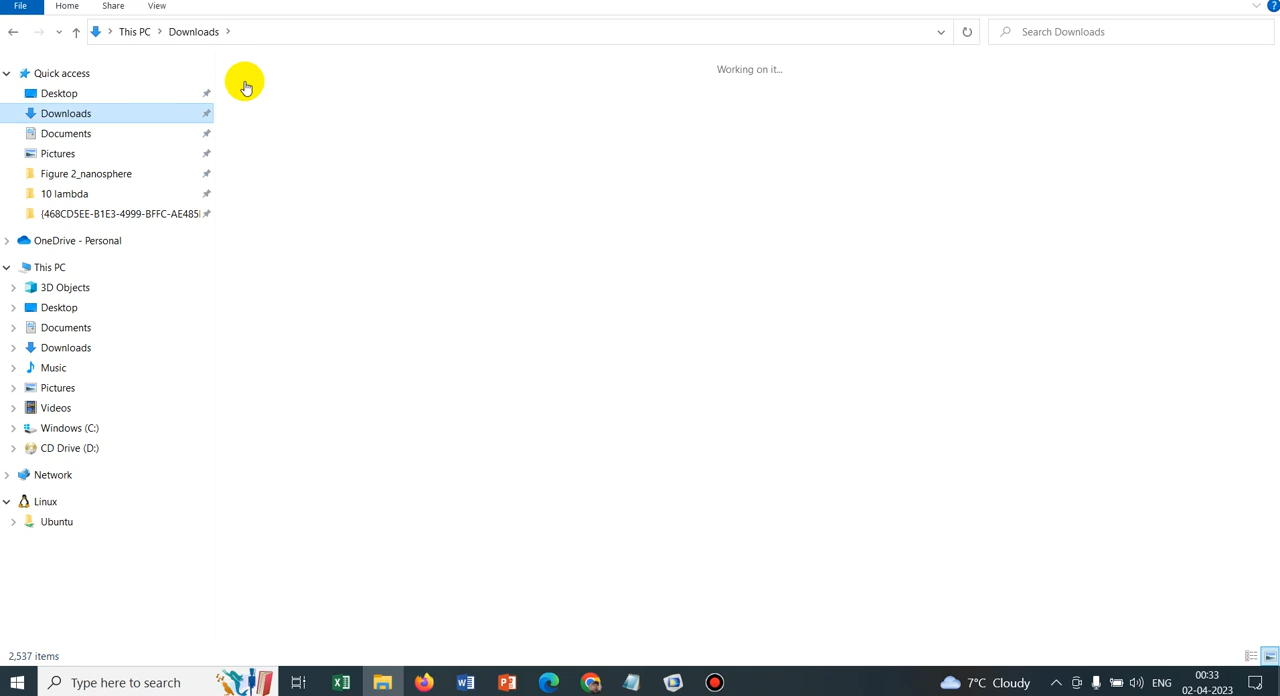 File Home Share View
This PC Downloads
Search Downloads
Working on it...
Quick access
Desktop
Downloads
Documents
Pictures
Figure 2_nanosphere
10 lambda
{468CD5EE-B1E3-4999-BFFC-AE485
OneDrive - Personal
This PC
3D Objects
Desktop
Documents
Downloads
Music
Pictures
Videos
Windows (C:)
CD Drive (D:)
Network
Linux
Ubuntu
2,537 items
Type here to search
7°C Cloudy
ENG
00:33
02-04-2023